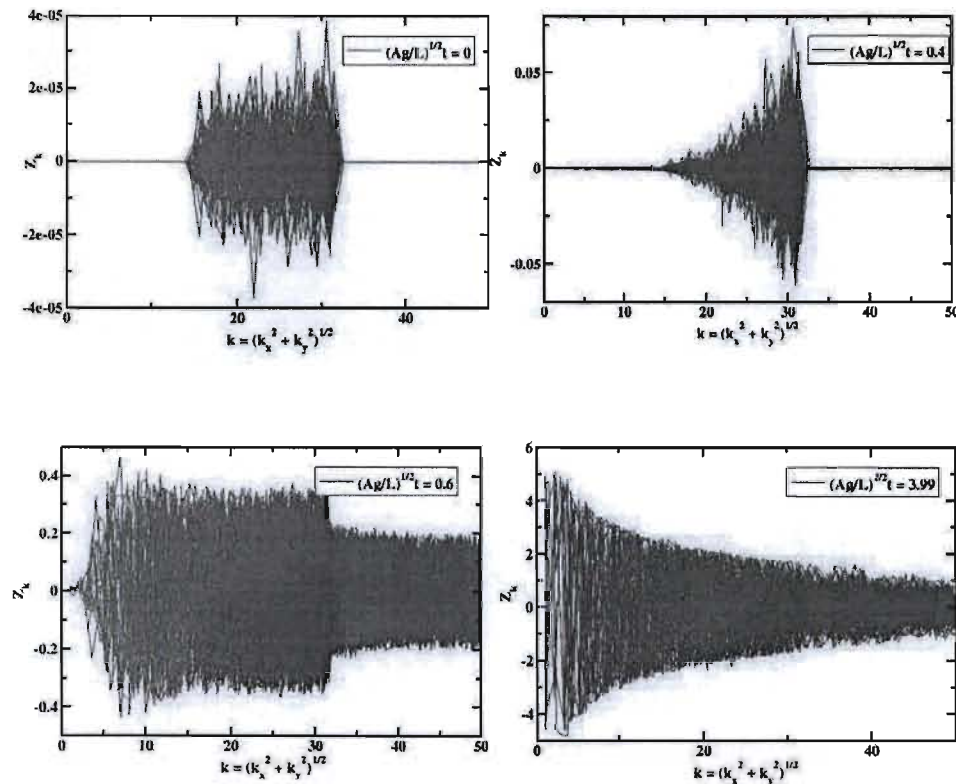 4e-05
2e-05
0
-2e-05
-4e-05
Z_k
0 20 40
k = (k_x^2 + k_y^2)^{1/2}
(Ag/L)^{1/2}t = 0
0.05
0
-0.05
Z_k
0 10 20 30 40 50
k = (k_x^2 + k_y^2)^{1/2}
(Ag/L)^{1/2}t = 0.4
0.4
0.2
0
-0.2
-0.4
Z_k
0 10 20 30 40 50
k = (k_x^2 + k_y^2)^{1/2}
(Ag/L)^{1/2}t = 0.6
6
4
2
0
-2
-4
Z_k
0 10 20 30 40
k = (k_x^2 + k_y^2)^{1/2}
(Ag/L)^{1/2}t = 3.99